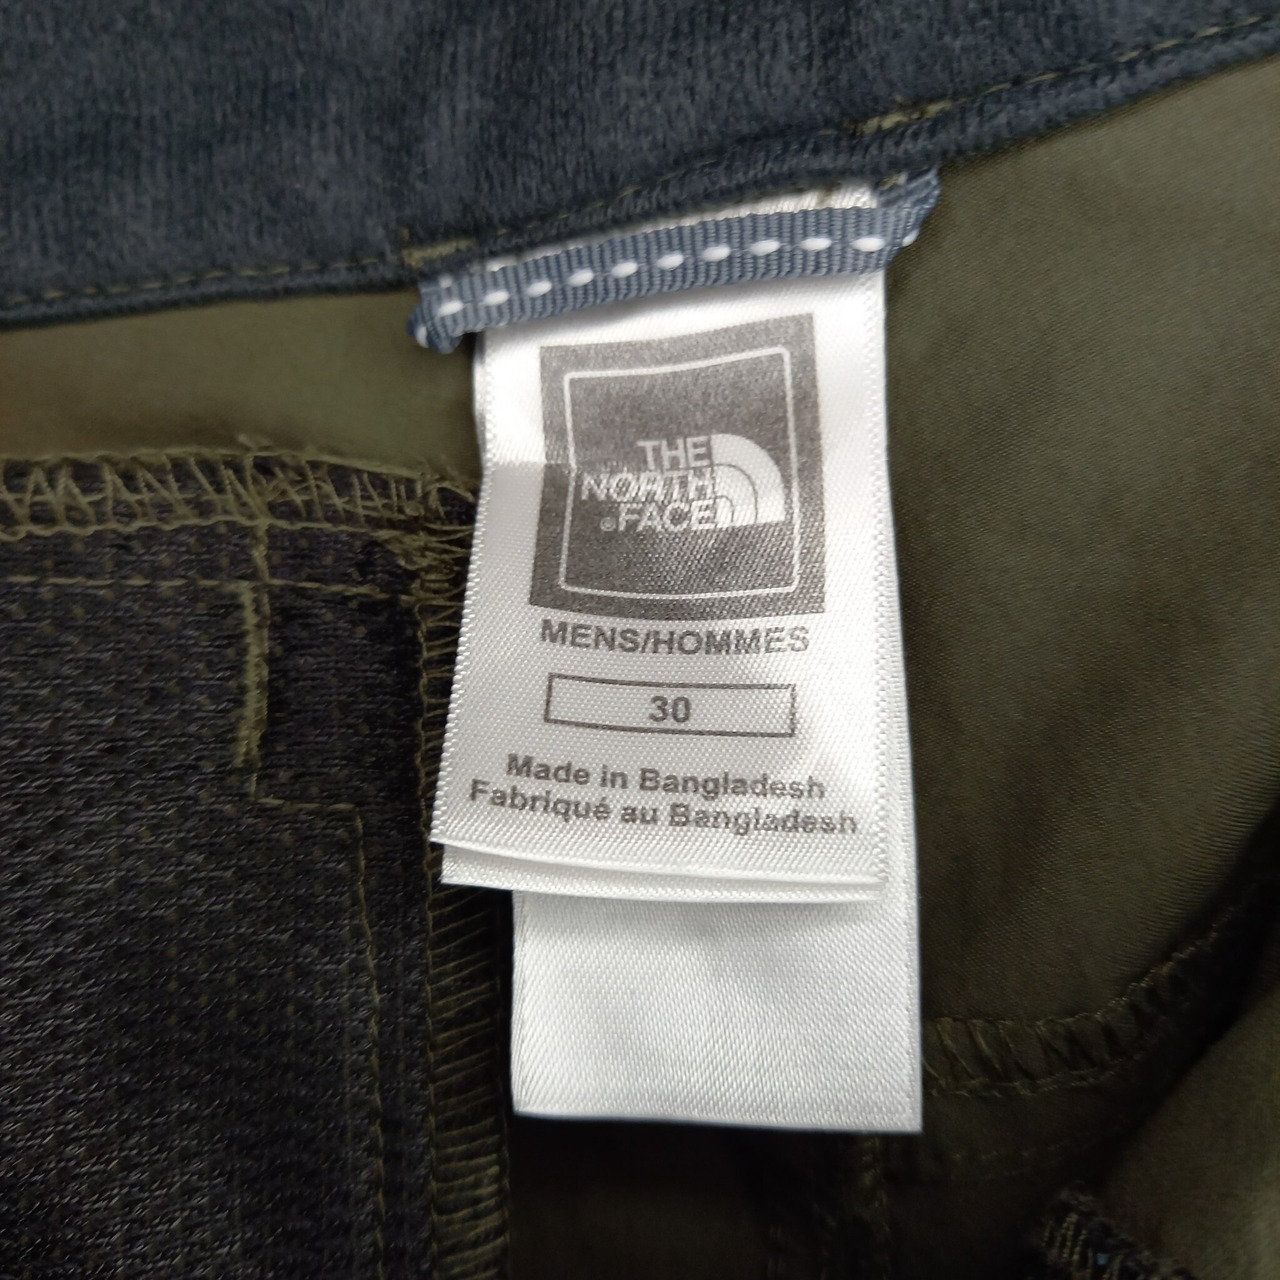 THE
NORTH
FACE
MENS/HOMMES
30
Made in Bangladesh
Fabriqué au Bangladesh